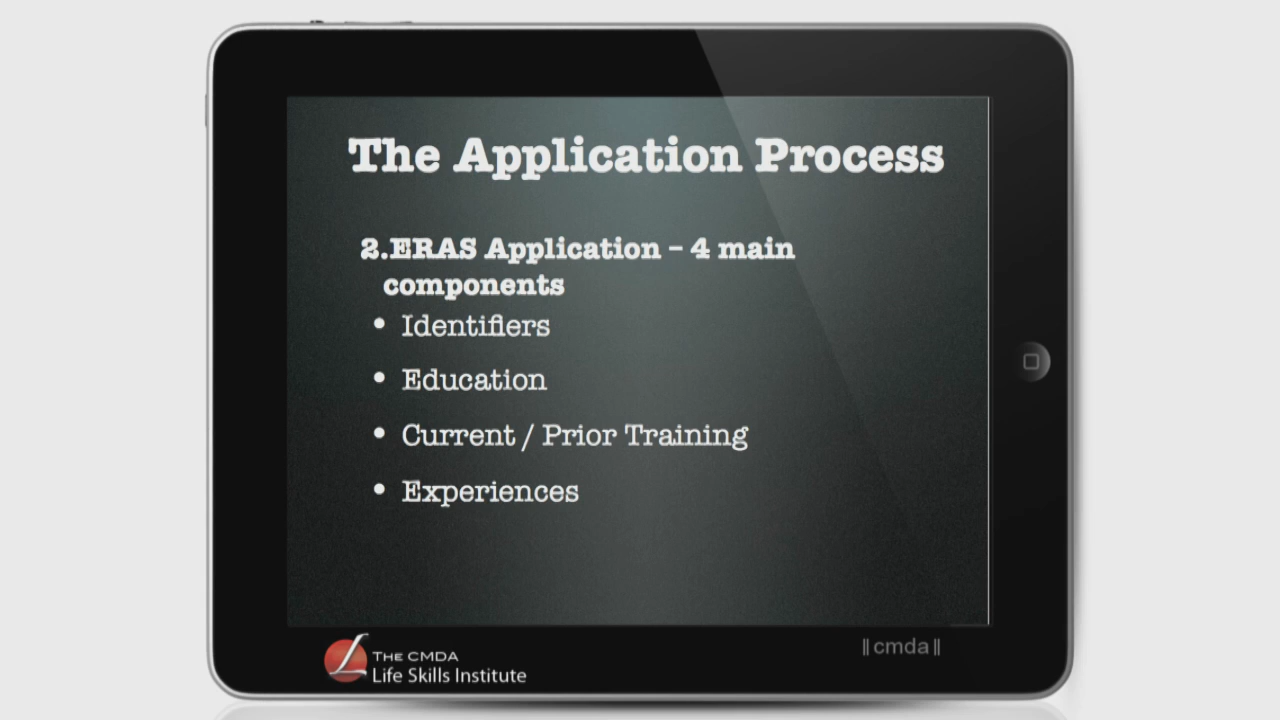 The Application Process
2.ERAS Application – 4 main
components
• Identifiers
• Education
• Current / Prior Training
• Experiences
THE CMDA
Life Skills Institute
||cmda||